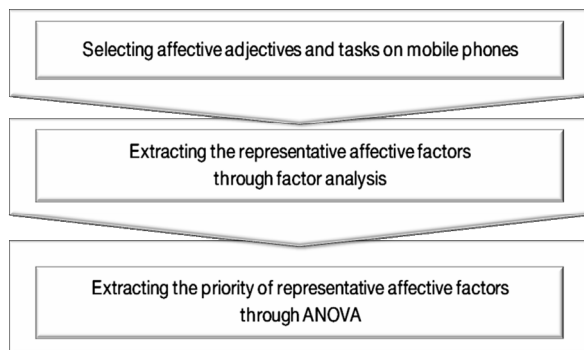 Selecting affective adjectives and tasks on mobile phones
Extracting the representative affective factors
through factor analysis
Extracting the priority of representative affective factors
through ANOVA